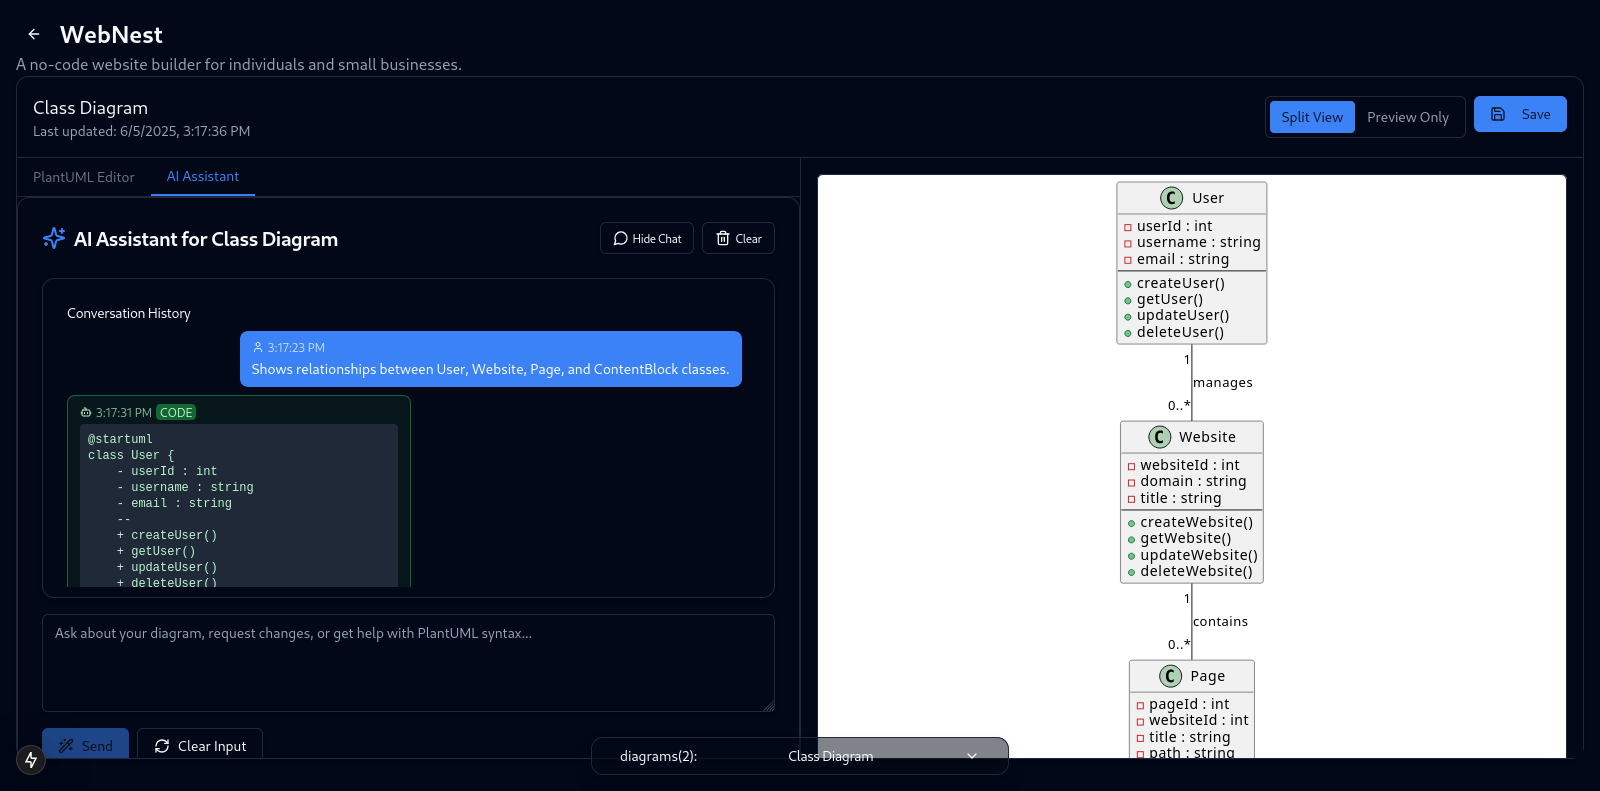 WebNest
A no-code website builder for individuals and small businesses.
Class Diagram
Last updated: 6/5/2025, 3:17:36 PM
Split View
Preview Only
Save
PlantUML Editor
AI Assistant
AI Assistant for Class Diagram
Hide Chat
Clear
Conversation History
3:17:23 PM
Shows relationships between User, Website, Page, and ContentBlock classes.
3:17:31 PM CODE
@startuml
class User {
- userId : int
- username : string
- email : string
--
+ createUser()
+ getUser()
+ updateUser()
+ deleteUser()
Ask about your diagram, request changes, or get help with PlantUML syntax...
Send
Clear Input
C User
userId : int
username : string
email : string
createUser()
getUser()
updateUser()
deleteUser()
1
manages
0..*
C Website
websiteId : int
domain : string
title : string
createWebsite()
getWebsite()
updateWebsite()
deleteWebsite()
1
contains
0..*
C Page
pageId : int
websiteId : int
title : string
path : string
diagrams(2):
Class Diagram